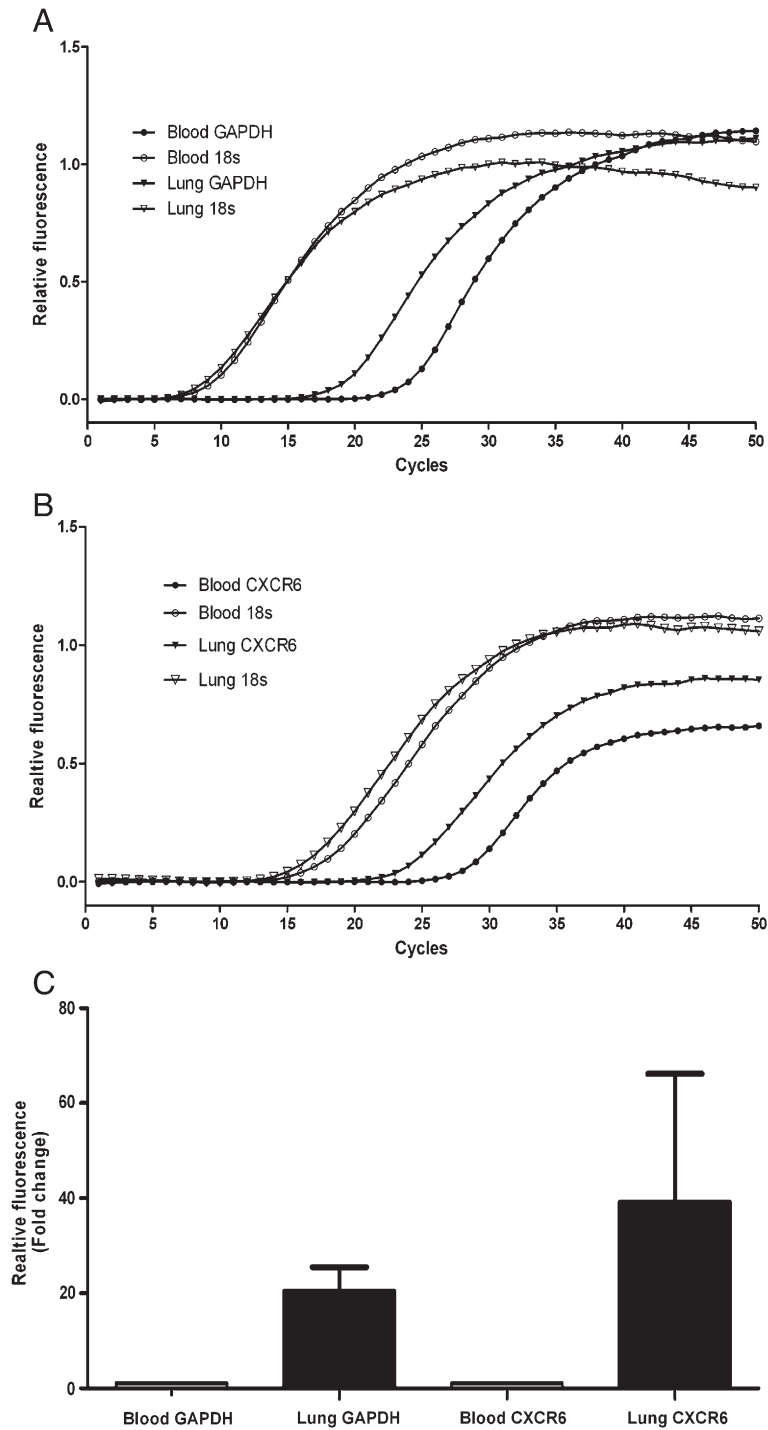 A
1.5
1.0
0.5
0.0
Relative fluorescence
Blood GAPDH
Blood 18s
Lung GAPDH
Lung 18s
0 5 10 15 20 25 30 35 40 45 50
Cycles
B
1.5
1.0
0.5
0.0
Realtive fluorescence
Blood CXCR6
Blood 18s
Lung CXCR6
Lung 18s
0 5 10 15 20 25 30 35 40 45 50
Cycles
C
80
60
40
20
0
Realtive fluorescence
(Fold change)
Blood GAPDH Lung GAPDH Blood CXCR6 Lung CXCR6